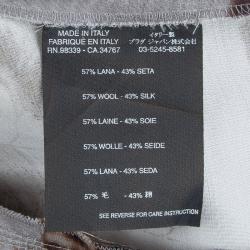 MADE IN ITALY
FABRIQUÉ EN ITALY
RN.98339 - CA.34767
イタリー製
プラダ ジャパン株式会社
03-5245-8581
57% LANA - 43% SETA
57% WOOL - 43% SILK
57% LAINE - 43% SOIE
57% WOLLE - 43% SEIDE
57% LANA - 43% SEDA
57% 毛 - 43% 絹
SEE REVERSE FOR CARE INSTRUCTION